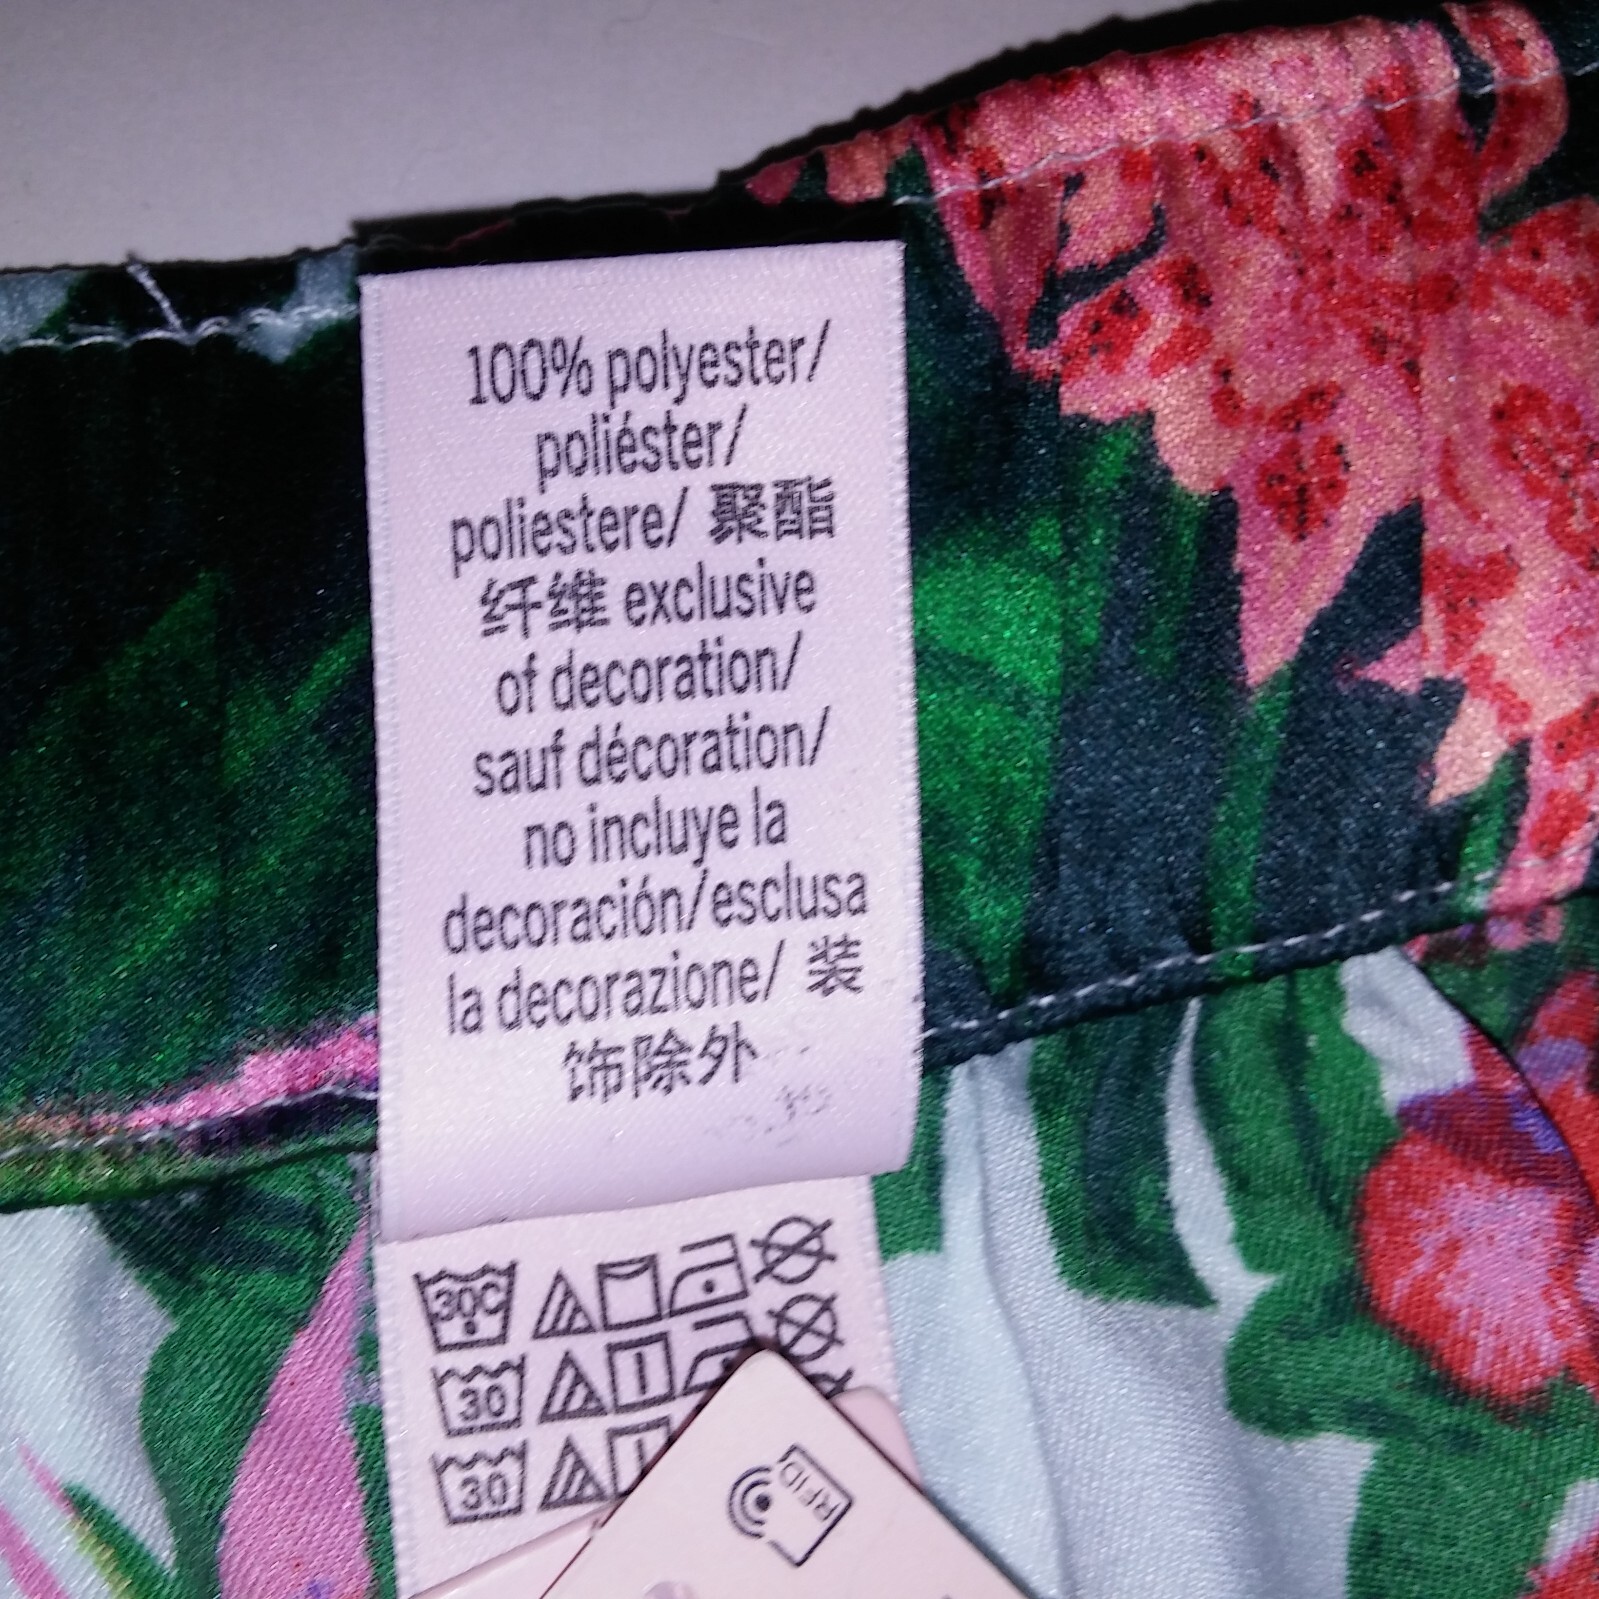 100% polyester/
poliéster/
poliestere/ 聚酯
纤维 exclusive
of decoration/
sauf décoration/
no incluye la
decoración/esclusa
la decorazione/ 装
饰除外
30C
30
30
RFID